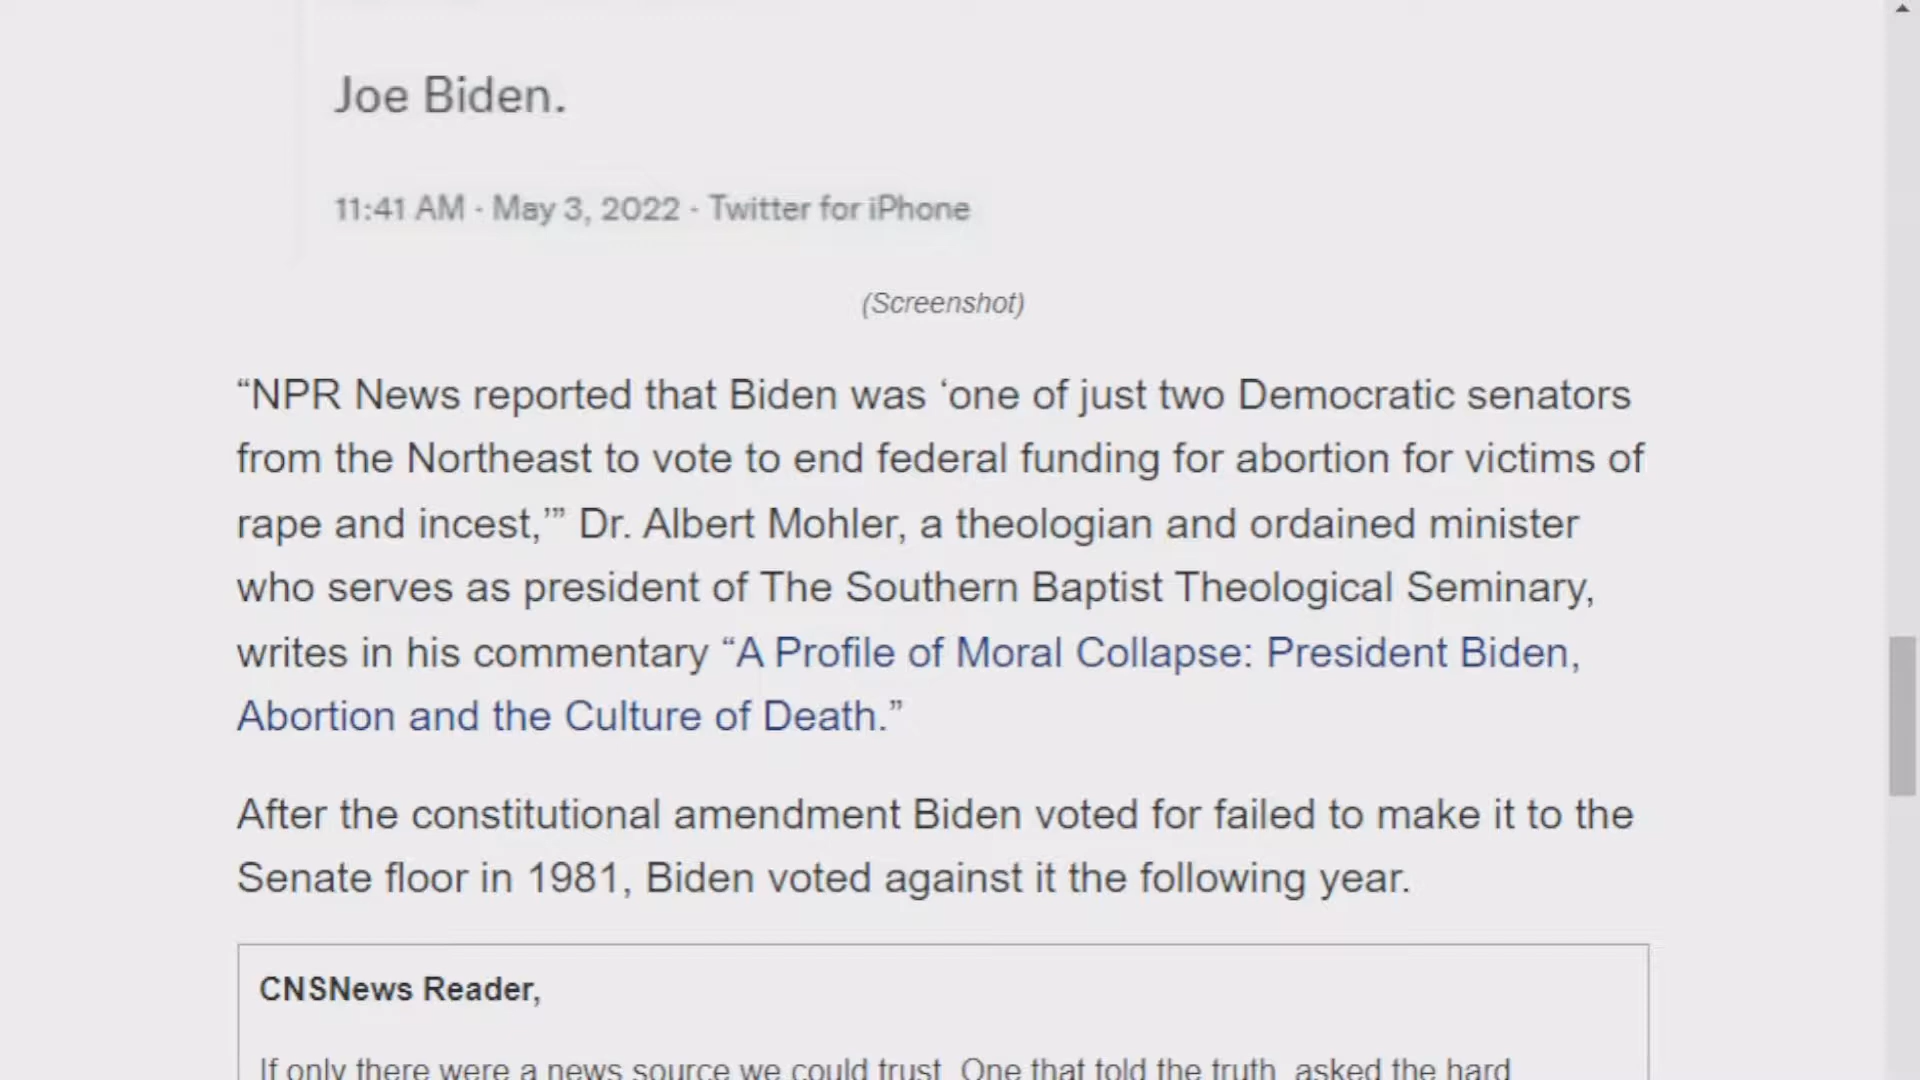 Joe Biden.
11:41 AM · May 3, 2022 · Twitter for iPhone
(Screenshot)
“NPR News reported that Biden was ‘one of just two Democratic senators
from the Northeast to vote to end federal funding for abortion for victims of
rape and incest,’” Dr. Albert Mohler, a theologian and ordained minister
who serves as president of The Southern Baptist Theological Seminary,
writes in his commentary “A Profile of Moral Collapse: President Biden,
Abortion and the Culture of Death.”
After the constitutional amendment Biden voted for failed to make it to the
Senate floor in 1981, Biden voted against it the following year.
CNSNews Reader,
If only there were a news source we could trust. One that told the truth, asked the hard